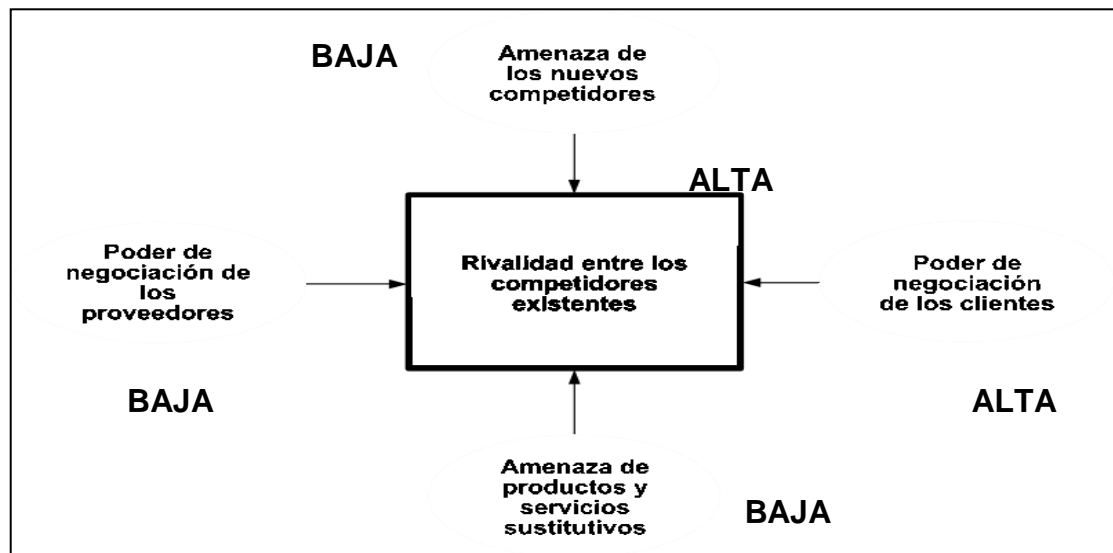 BAJA
Amenaza de
los nuevos
competidores
ALTA
Poder de
negociación de
los
proveedores
Rivalidad entre los
competidores
existentes
Poder de
negociación
de los clientes
BAJA
ALTA
Amenaza de
productos y
servicios
sustitutivos
BAJA